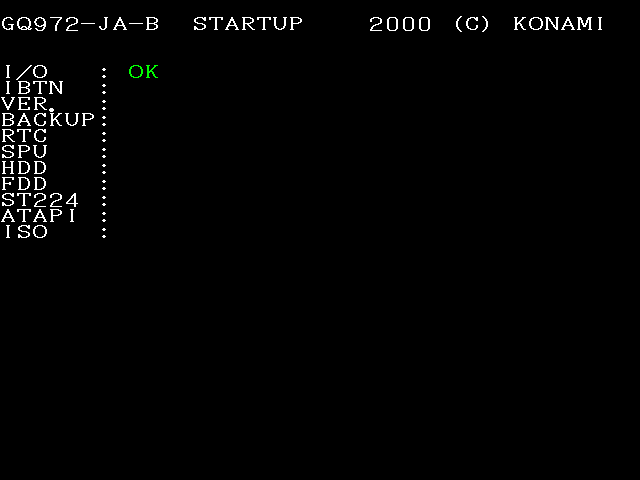 GQ972-JA-B STARTUP 2000 (C) KONAMI
I/O : OK
IBTN :
VER. :
BACKUP:
RTC :
SPU :
HDD :
FDD :
ST224 :
ATAPI :
ISO :